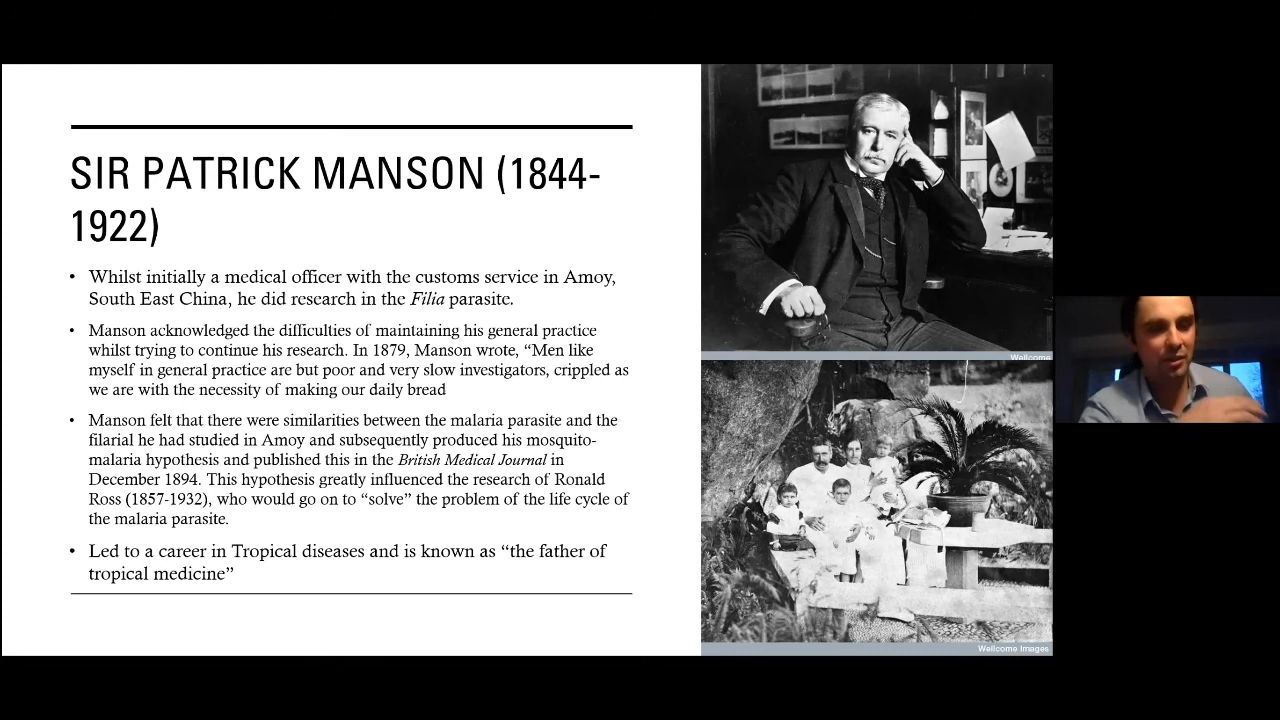 SIR PATRICK MANSON (1844-
1922)
• Whilst initially a medical officer with the customs service in Amoy,
South East China, he did research in the Filia parasite.
• Manson acknowledged the difficulties of maintaining his general practice
whilst trying to continue his research. In 1879, Manson wrote, “Men like
myself in general practice are but poor and very slow investigators, crippled as
we are with the necessity of making our daily bread
• Manson felt that there were similarities between the malaria parasite and the
filarial he had studied in Amoy and subsequently produced his mosquito-
malaria hypothesis and published this in the British Medical Journal in
December 1894. This hypothesis greatly influenced the research of Ronald
Ross (1857-1932), who would go on to “solve” the problem of the life cycle of
the malaria parasite.
• Led to a career in Tropical diseases and is known as “the father of
tropical medicine”
Wellcome
Wellcome Images